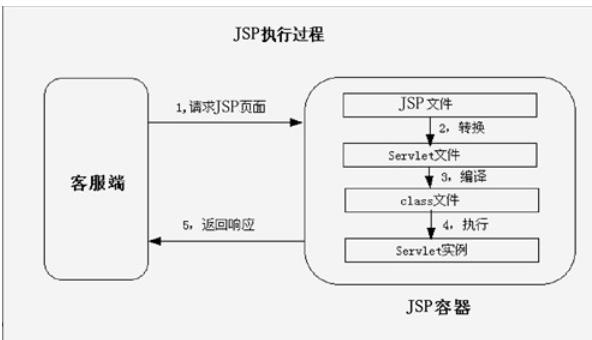 JSP执行过程
1,请求JSP页面
JSP文件
2，转换
Servlet文件
3，编译
客服端
class文件
4，执行
5，返回响应
Servlet实例
JSP容器